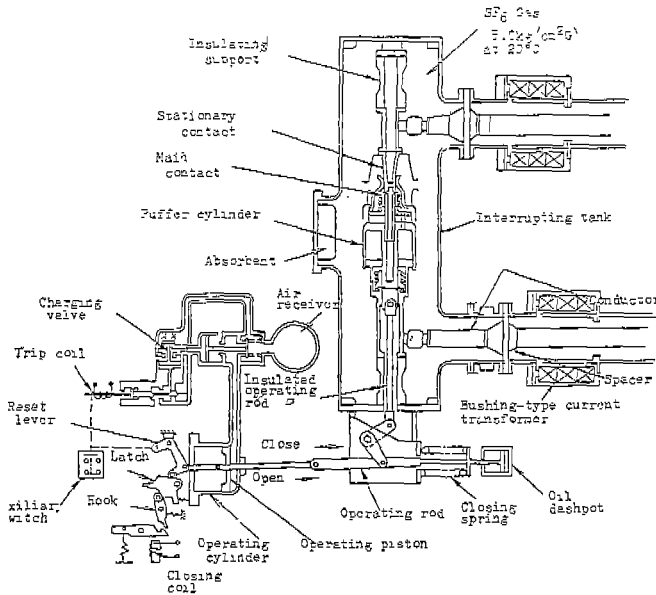 SF6 Gas
at 20°C
Insulating
support
Stationary
contact
Main
contact
Puffer cylinder
Absorbent
Interrupting tank
Charging
valve
Air
receiver
Conductor
Trip coil
Insulated
operating
rod
Spacer
Bushing-type current
transformer
Reset
lever
Close
Latch
Open
xiliar
witch
Hook
Operating rod
Closing
spring
Oil
dashpot
Operating
cylinder
Operating piston
Closing
coil